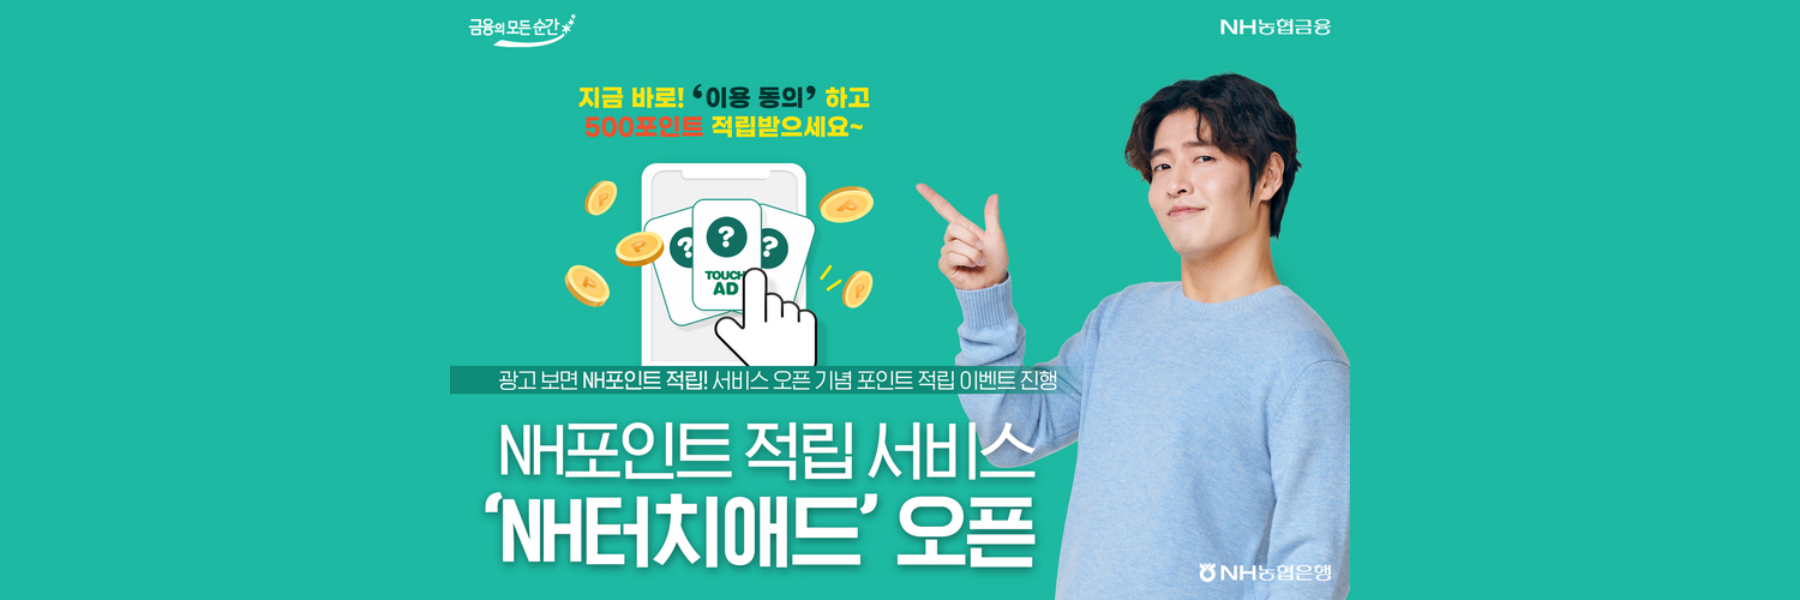 금융의 모든 순간
NH농협금융
지금 바로! ‘이용 동의’ 하고
500포인트 적립받으세요~
?
?
?
TOUCH
AD
P
P
P
P
P
광고 보면 NH포인트 적립! 서비스 오픈 기념 포인트 적립 이벤트 진행
NH포인트 적립 서비스
‘NH터치애드’ 오픈
NH농협은행